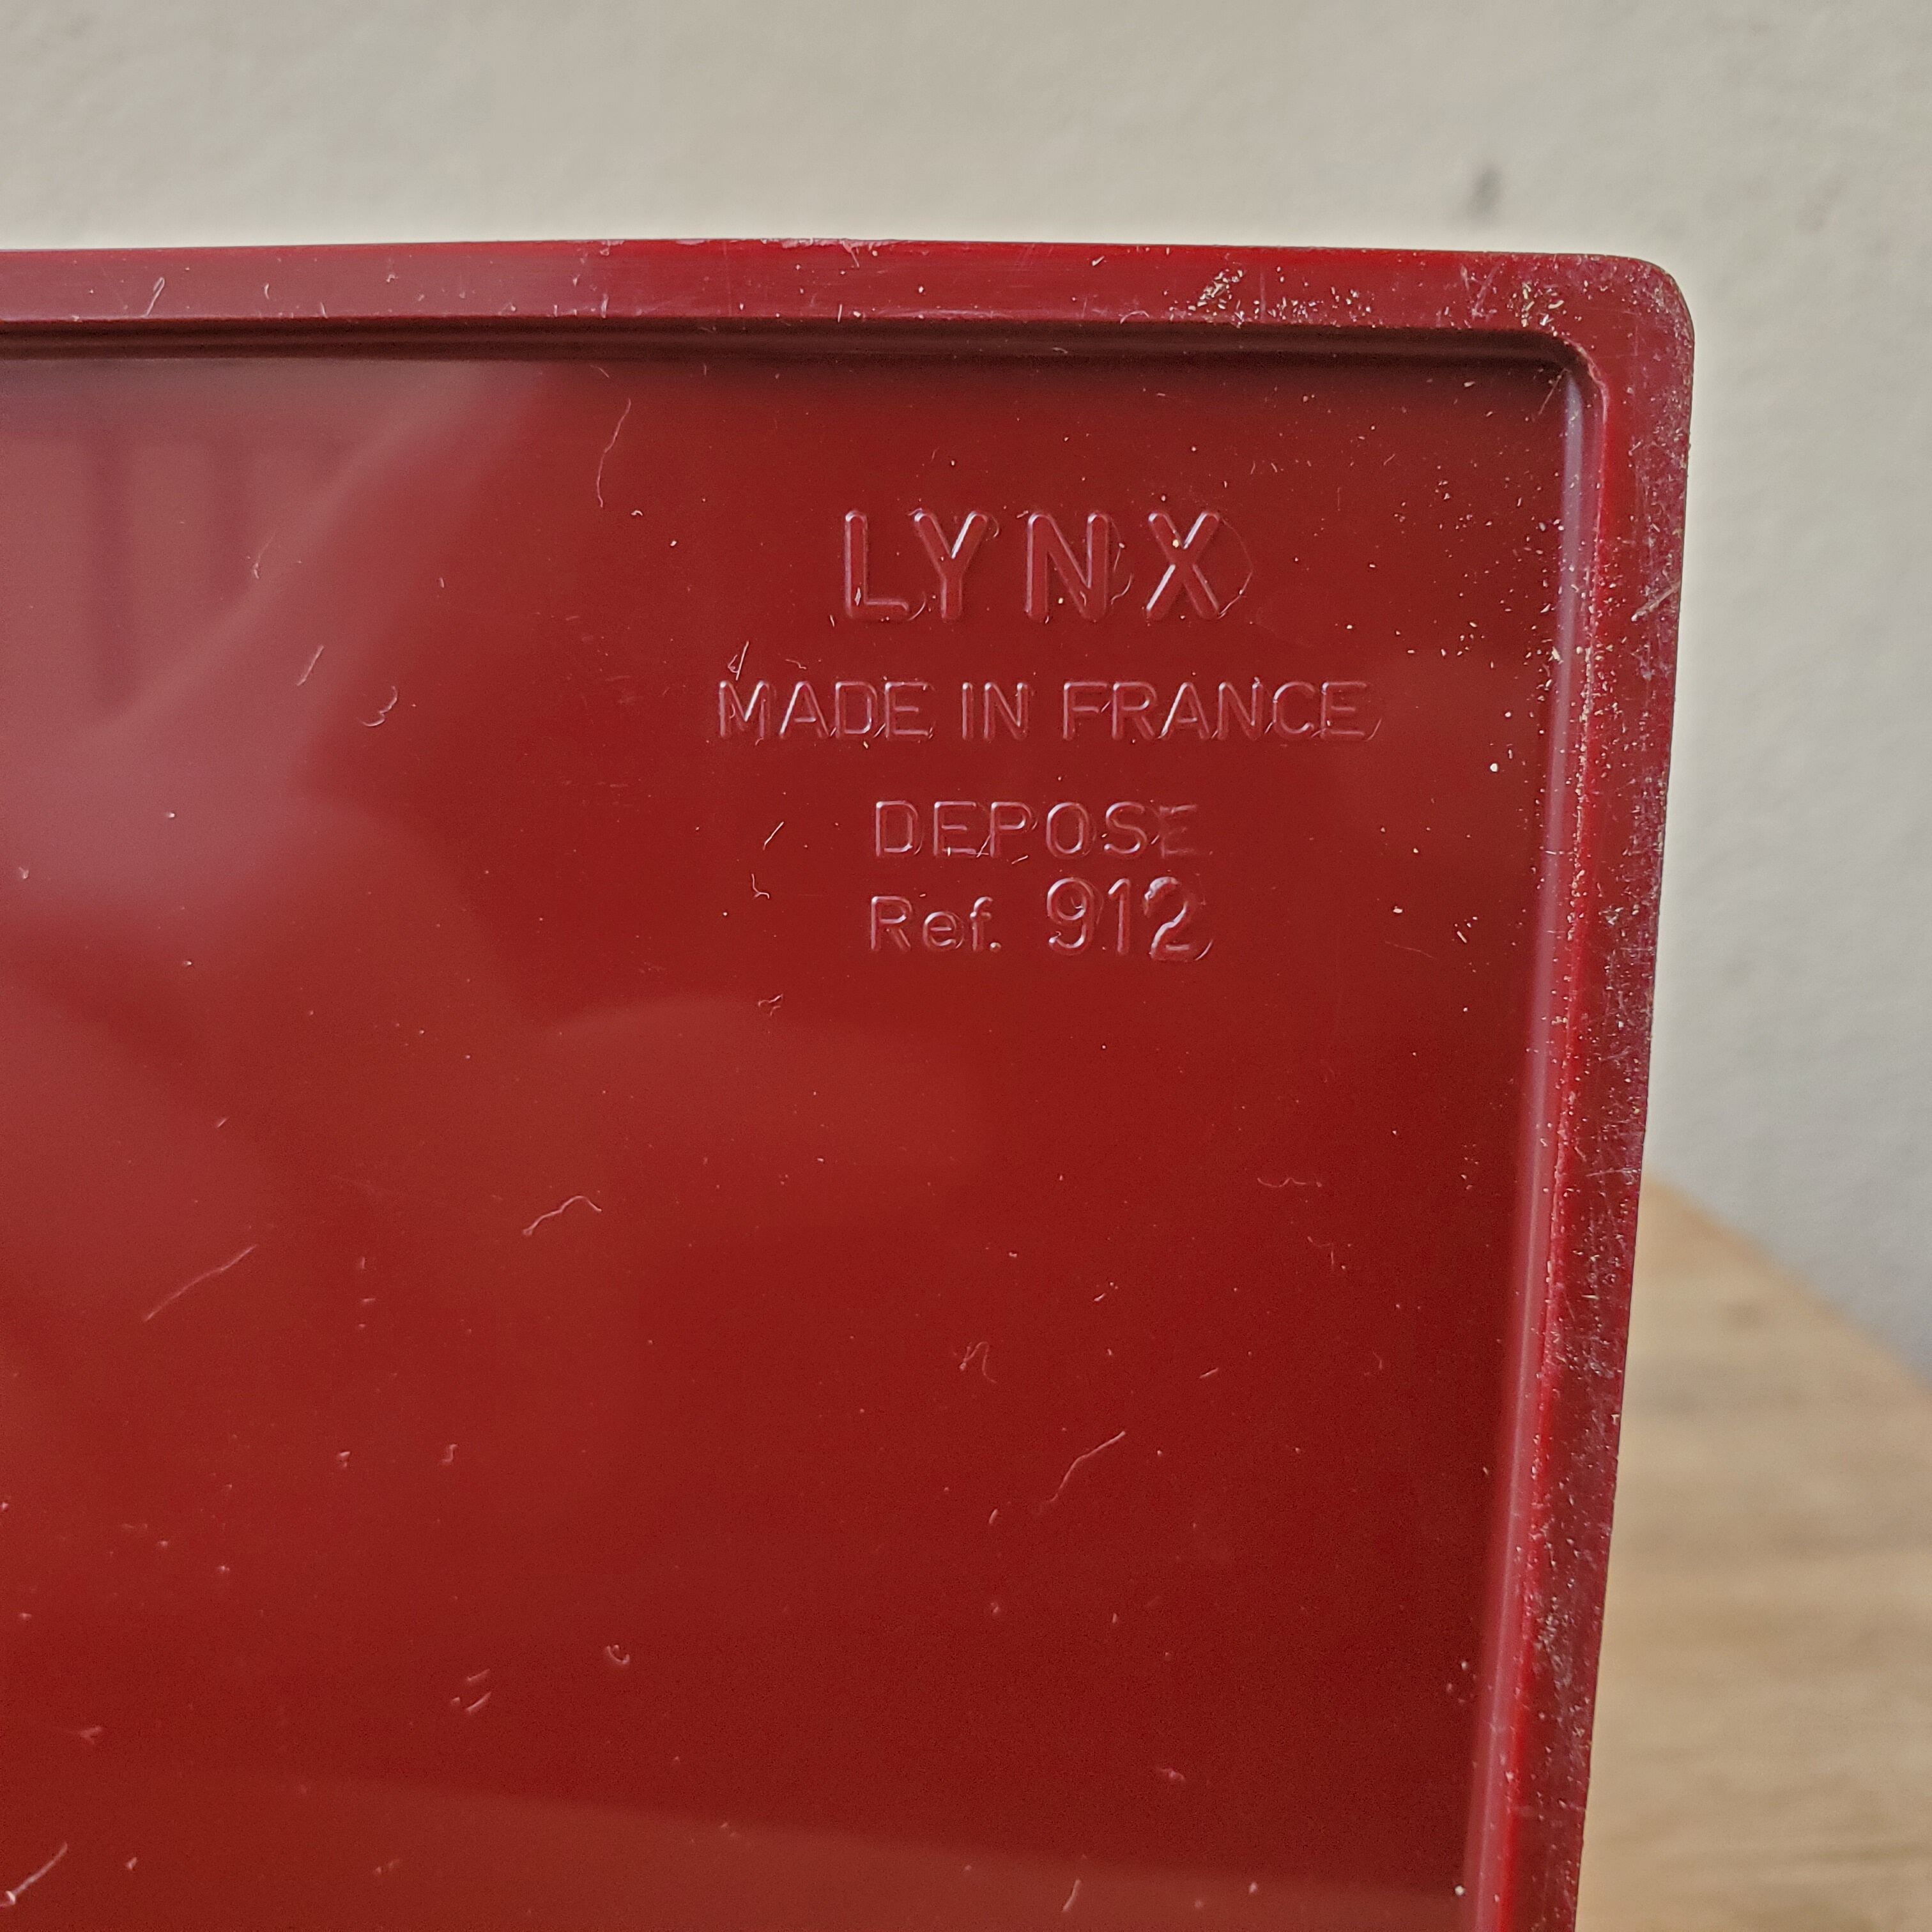 LYNX
MADE IN FRANCE
DEPOSE
Ref. 912